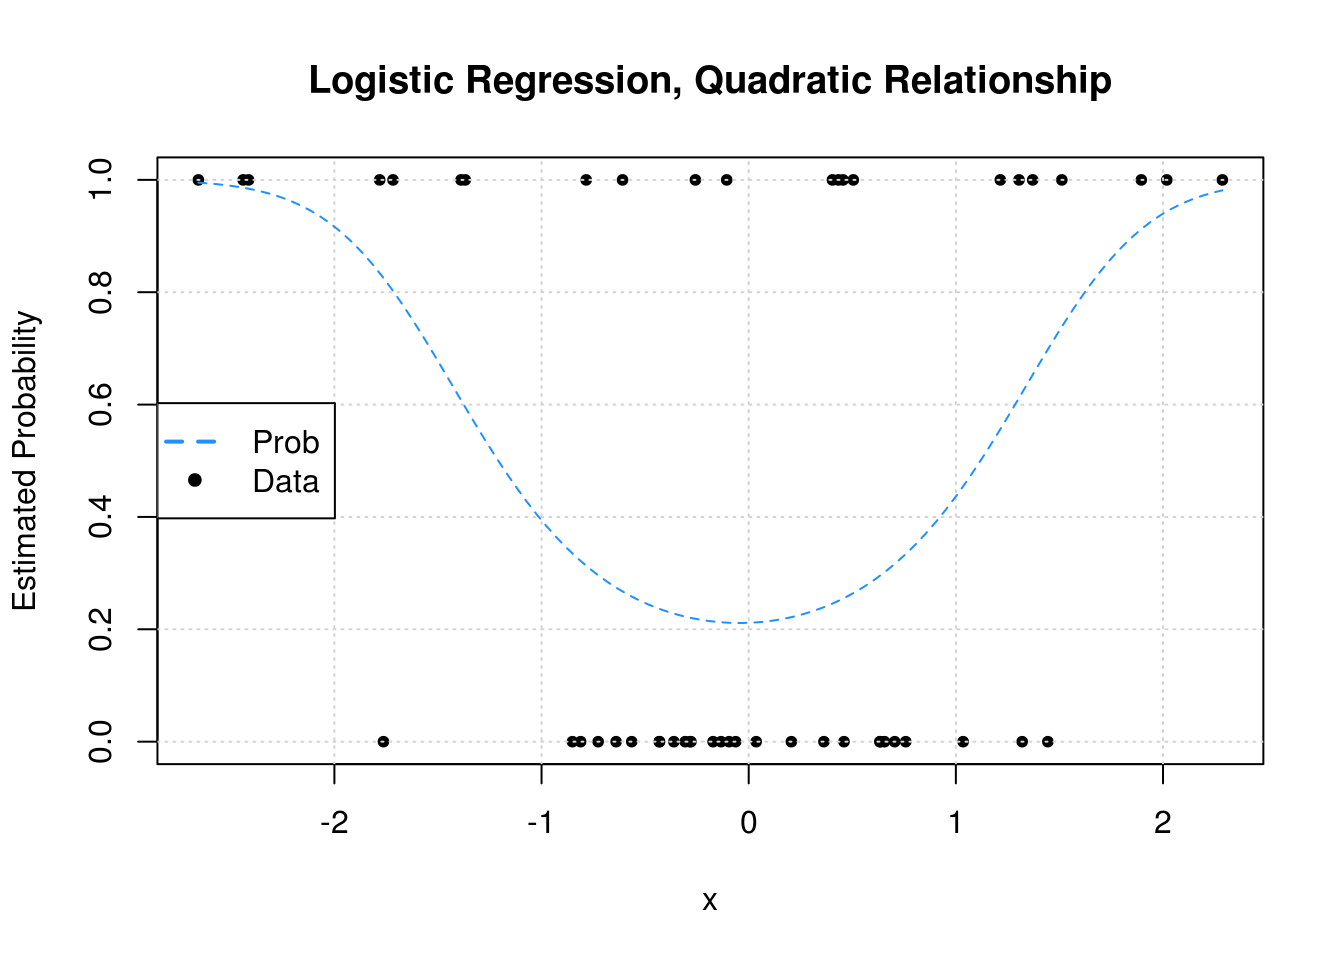 Logistic Regression, Quadratic Relationship
Estimated Probability
1.0
0.8
0.6
0.4
0.2
0.0
Prob
Data
-2 -1 0 1 2
x